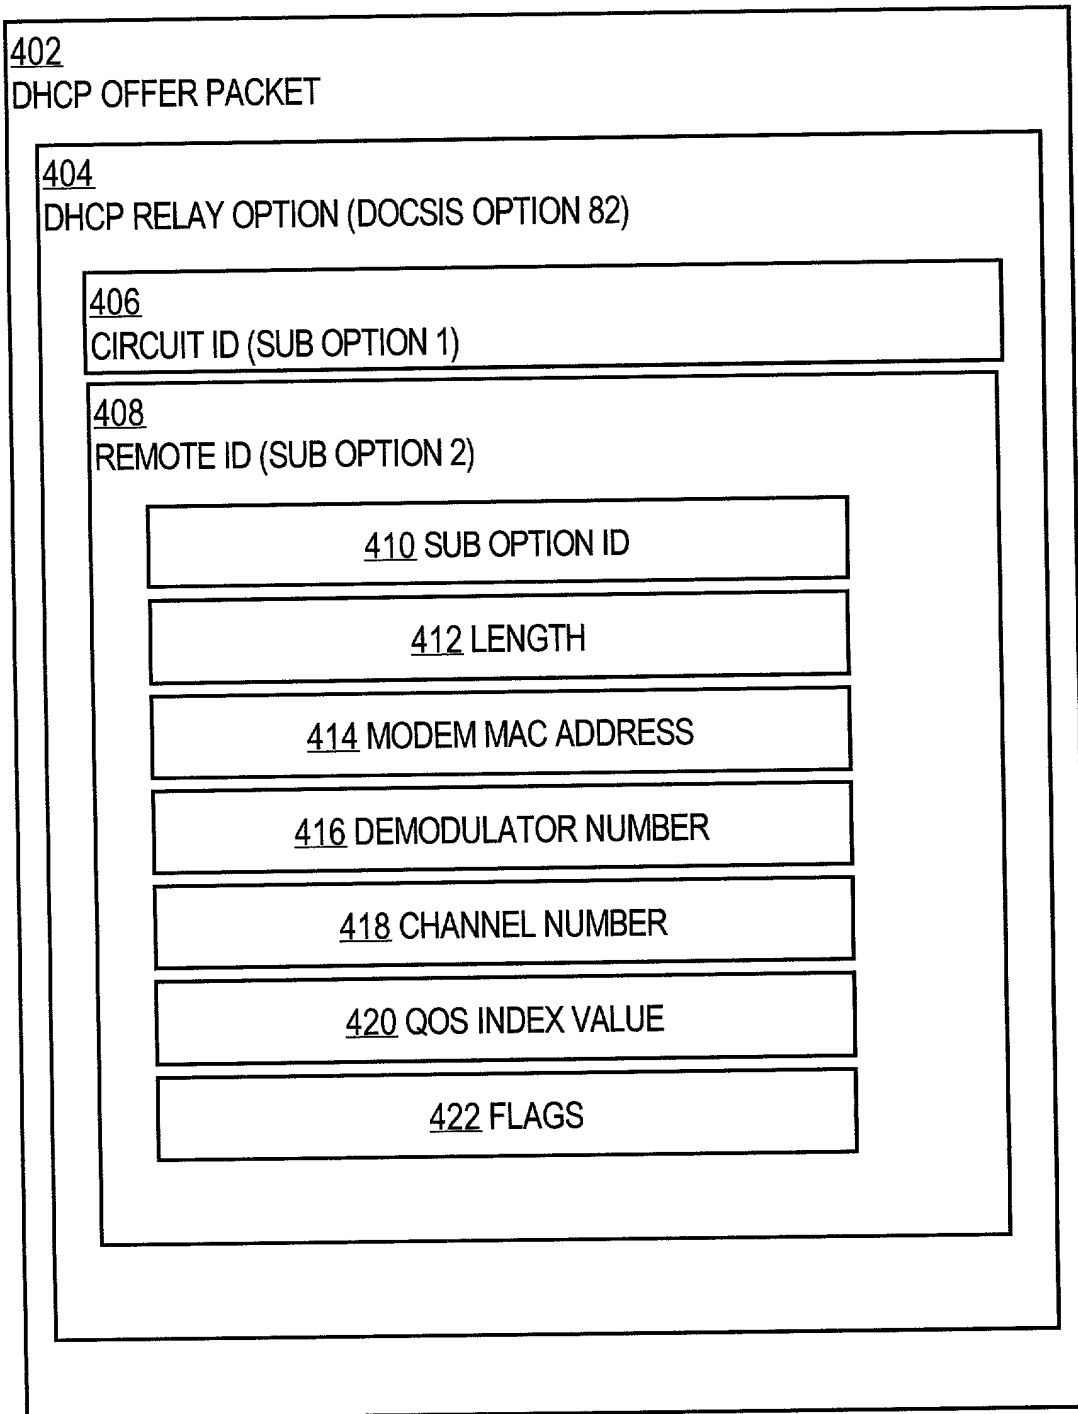 402
DHCP OFFER PACKET
404
DHCP RELAY OPTION (DOCSIS OPTION 82)
406
CIRCUIT ID (SUB OPTION 1)
408
REMOTE ID (SUB OPTION 2)
410 SUB OPTION ID
412 LENGTH
414 MODEM MAC ADDRESS
416 DEMODULATOR NUMBER
418 CHANNEL NUMBER
420 QOS INDEX VALUE
422 FLAGS